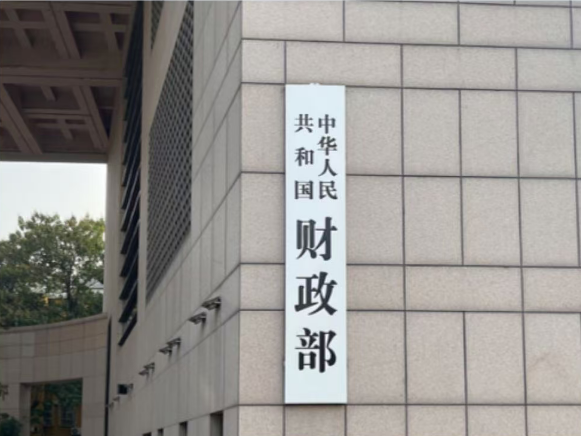 中华人民
共和国
财政部